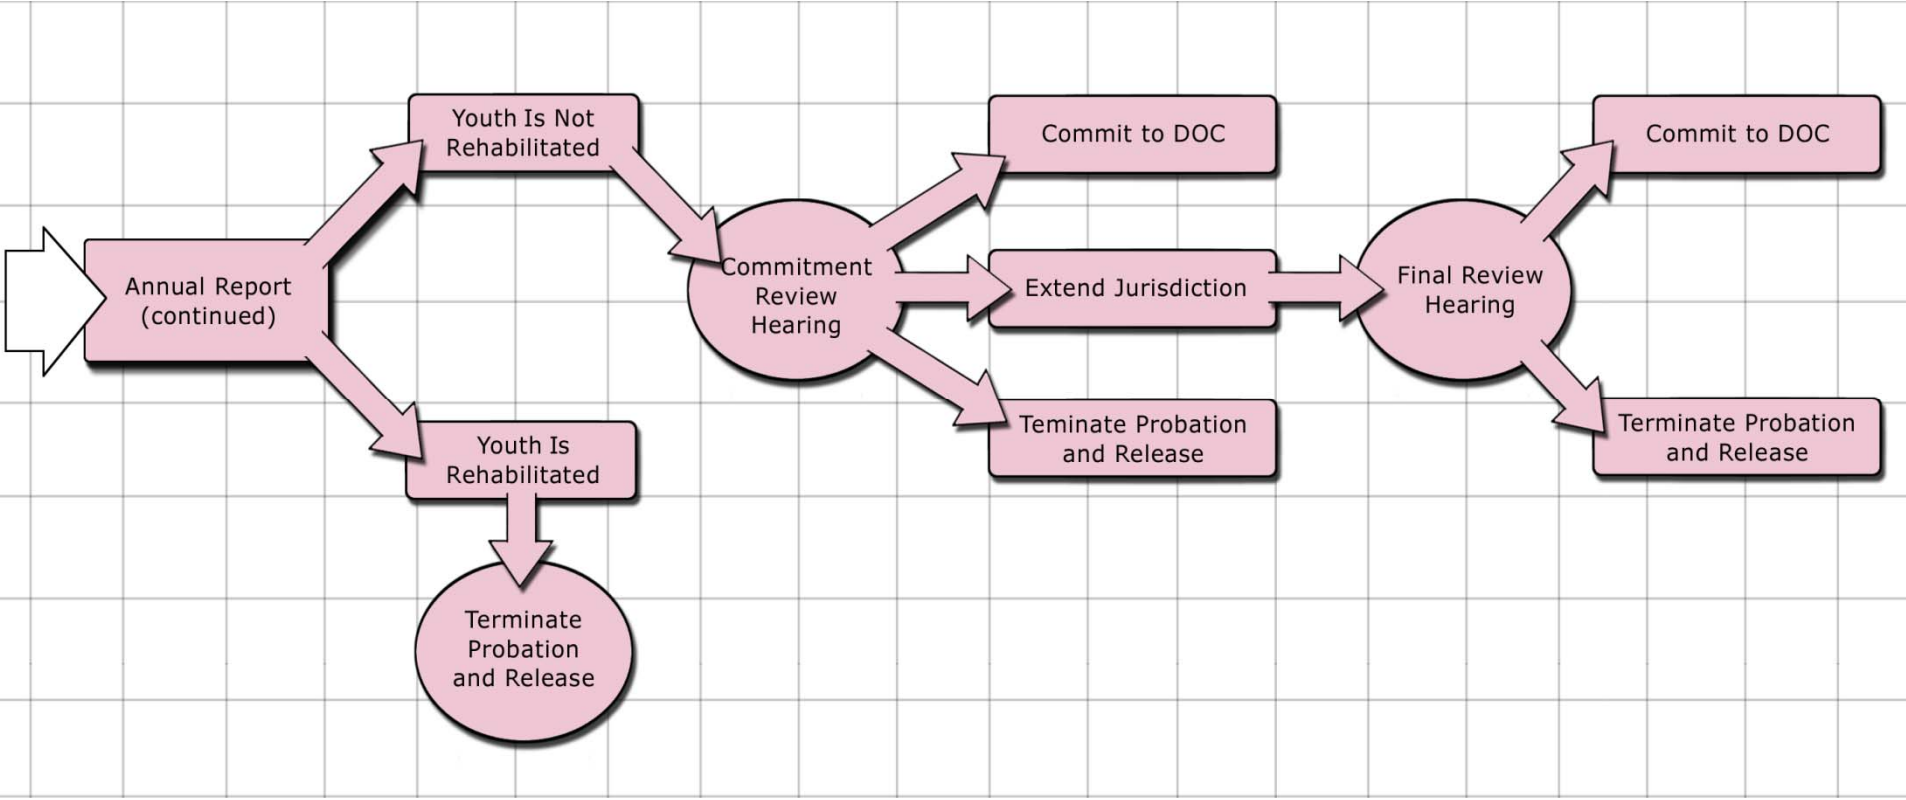 Annual Report
(continued)
Youth Is Not
Rehabilitated
Youth Is
Rehabilitated
Terminate
Probation
and Release
Commitment
Review
Hearing
Commit to DOC
Extend Jurisdiction
Teminate Probation
and Release
Final Review
Hearing
Commit to DOC
Terminate Probation
and Release